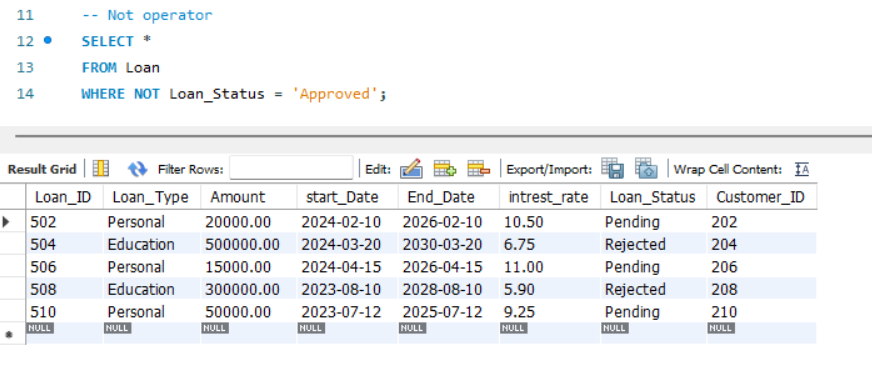 11 -- Not operator
12 SELECT *
13 FROM Loan
14 WHERE NOT Loan_Status = 'Approved';
Result Grid Filter Rows: Edit: Export/Import: Wrap Cell Content:
Loan_ID Loan_Type Amount start_Date End_Date intrest_rate Loan_Status Customer_ID
502 Personal 20000.00 2024-02-10 2026-02-10 10.50 Pending 202
504 Education 500000.00 2024-03-20 2030-03-20 6.75 Rejected 204
506 Personal 15000.00 2024-04-15 2026-04-15 11.00 Pending 206
508 Education 300000.00 2023-08-10 2028-08-10 5.90 Rejected 208
510 Personal 50000.00 2023-07-12 2025-07-12 9.25 Pending 210
NULL NULL NULL NULL NULL NULL NULL NULL